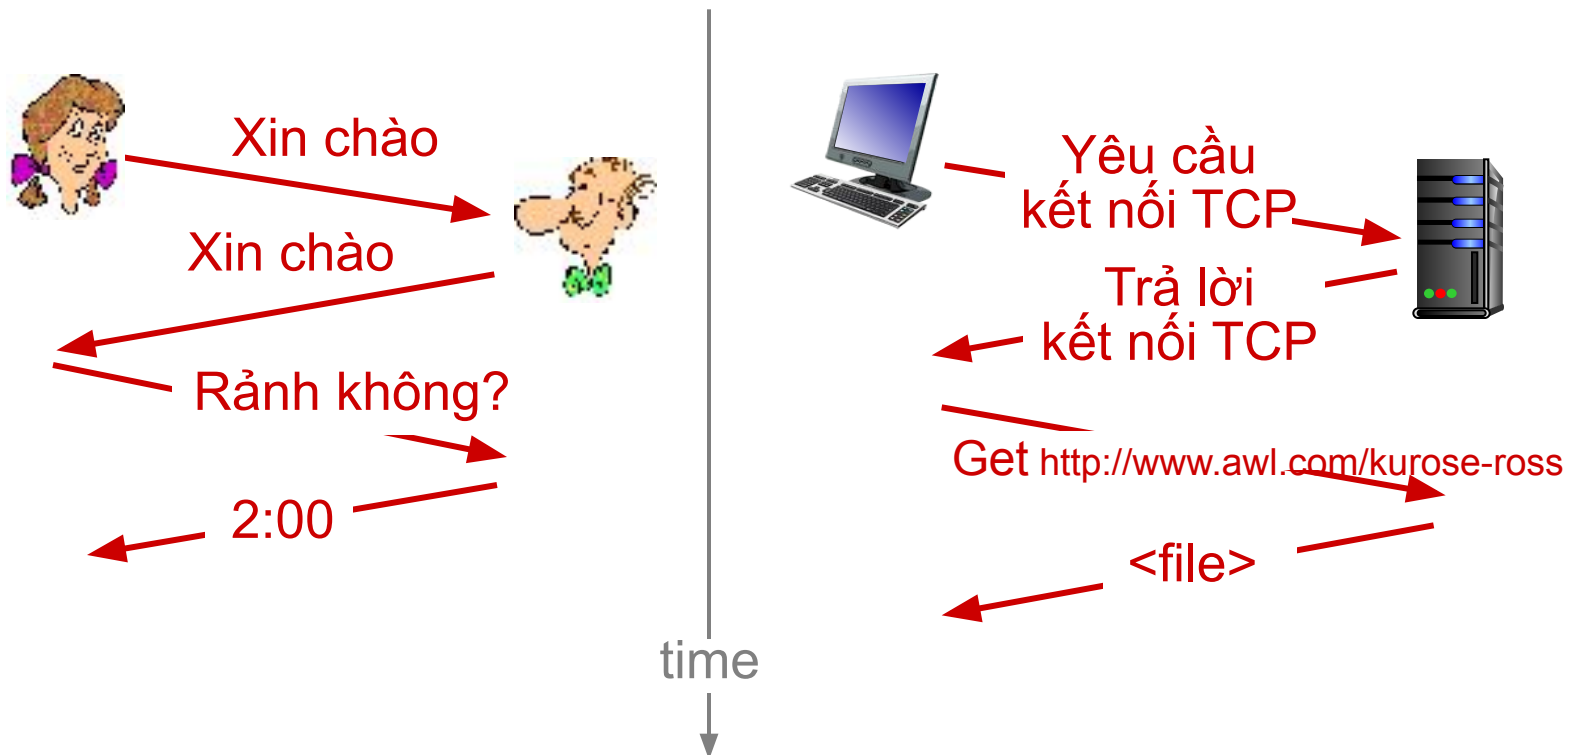 Xin chào
Xin chào
Rảnh không?
2:00
time
Yêu cầu
kết nối TCP
Trả lời
kết nối TCP
Get http://www.awl.com/kurose-ross
<file>